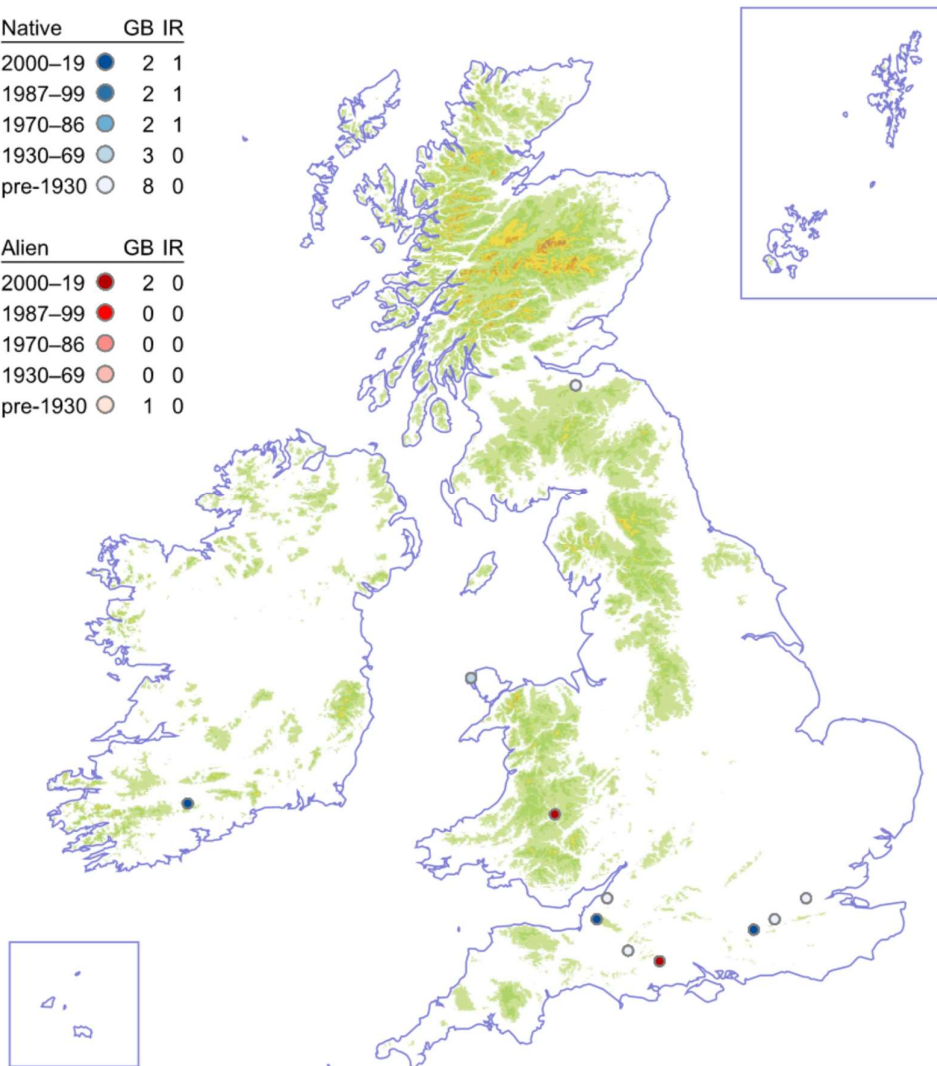 Native GB IR
2000–19 2 1
1987–99 2 1
1970–86 2 1
1930–69 3 0
pre-1930 8 0
Alien GB IR
2000–19 2 0
1987–99 0 0
1970–86 0 0
1930–69 0 0
pre-1930 1 0